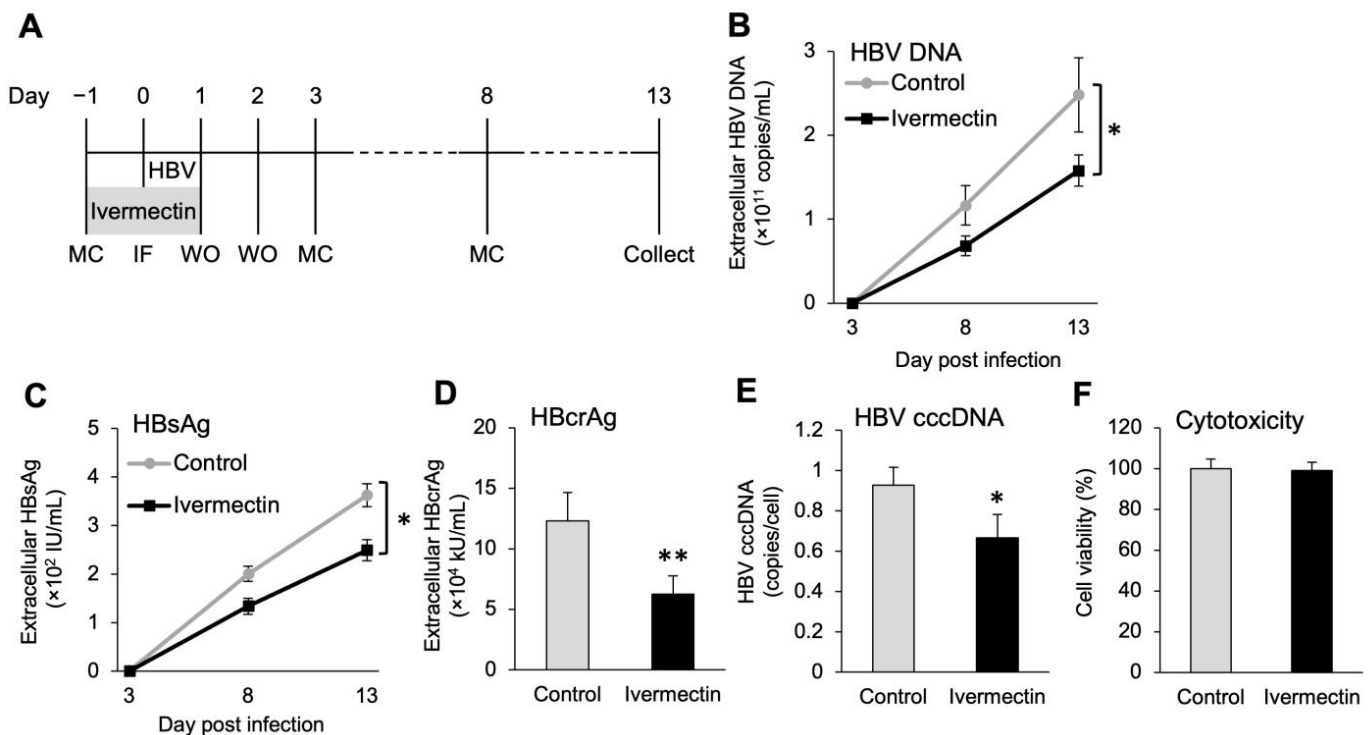 A
Day −1 0 1 2 3 8 13
HBV
Ivermectin
MC IF WO WO MC MC Collect
B
HBV DNA
Control
Ivermectin
Extracellular HBV DNA
(×10¹¹ copies/mL)
3
2
1
0
*
3 8 13
Day post infection
C
HBsAg
Control
Ivermectin
Extracellular HBsAg
(×10² IU/mL)
5
4
3
2
1
0
*
3 8 13
Day post infection
D
HBcrAg
Extracellular HBcrAg
(×10⁴ kU/mL)
20
15
10
5
0
**
Control Ivermectin
E
HBV cccDNA
HBV cccDNA
(copies/cell)
1.2
1
0.8
0.6
0.4
0.2
0
*
Control Ivermectin
F
Cytotoxicity
Cell viability (%)
120
100
80
60
40
20
0
Control Ivermectin